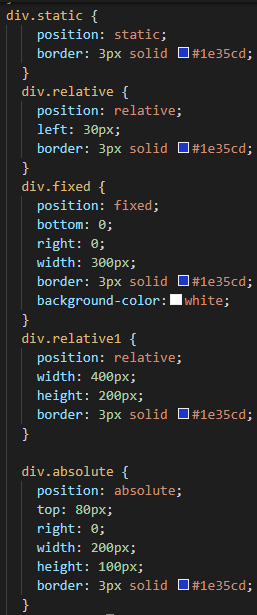 div.static {
    position: static;
    border: 3px solid #1e35cd;
  }
  div.relative {
    position: relative;
    left: 30px;
    border: 3px solid #1e35cd;
  }
  div.fixed {
    position: fixed;
    bottom: 0;
    right: 0;
    width: 300px;
    border: 3px solid #1e35cd;
    background-color: white;
  }
  div.relative1 {
    position: relative;
    width: 400px;
    height: 200px;
    border: 3px solid #1e35cd;
  }

  div.absolute {
    position: absolute;
    top: 80px;
    right: 0;
    width: 200px;
    height: 100px;
    border: 3px solid #1e35cd;
  }